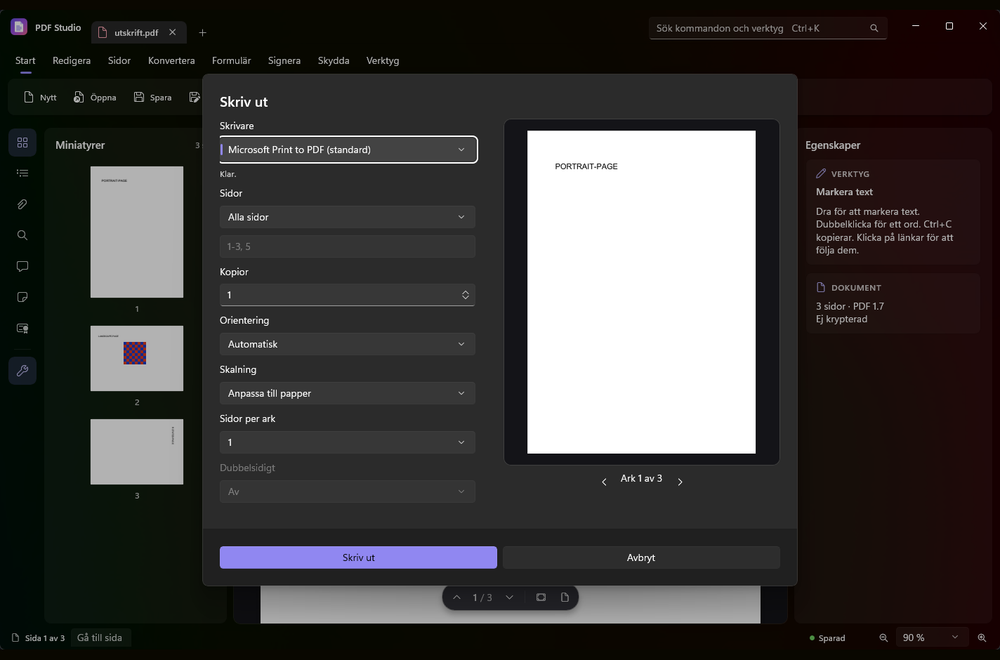 PDF Studio
utskrift.pdf
Sök kommandon och verktyg Ctrl+K
Start Redigera Sidor Konvertera Formulär Signera Skydda Verktyg
Nytt Öppna Spara
Miniatyrer 3
PORTRAIT-PAGE
1
2
3
Skriv ut
Skrivare
Microsoft Print to PDF (standard)
Klar.
Sidor
Alla sidor
1-3, 5
Kopior
1
Orientering
Automatisk
Skalning
Anpassa till papper
Sidor per ark
1
Dubbelsidigt
Av
PORTRAIT-PAGE
Ark 1 av 3
Skriv ut Avbryt
Egenskaper
VERKTYG
Markera text
Dra för att markera text.
Dubbelklicka för ett ord. Ctrl+C
kopierar. Klicka på länkar för att
följa dem.
DOKUMENT
3 sidor · PDF 1.7
Ej krypterad
1 / 3
Sida 1 av 3 Gå till sida
Sparad 90 %